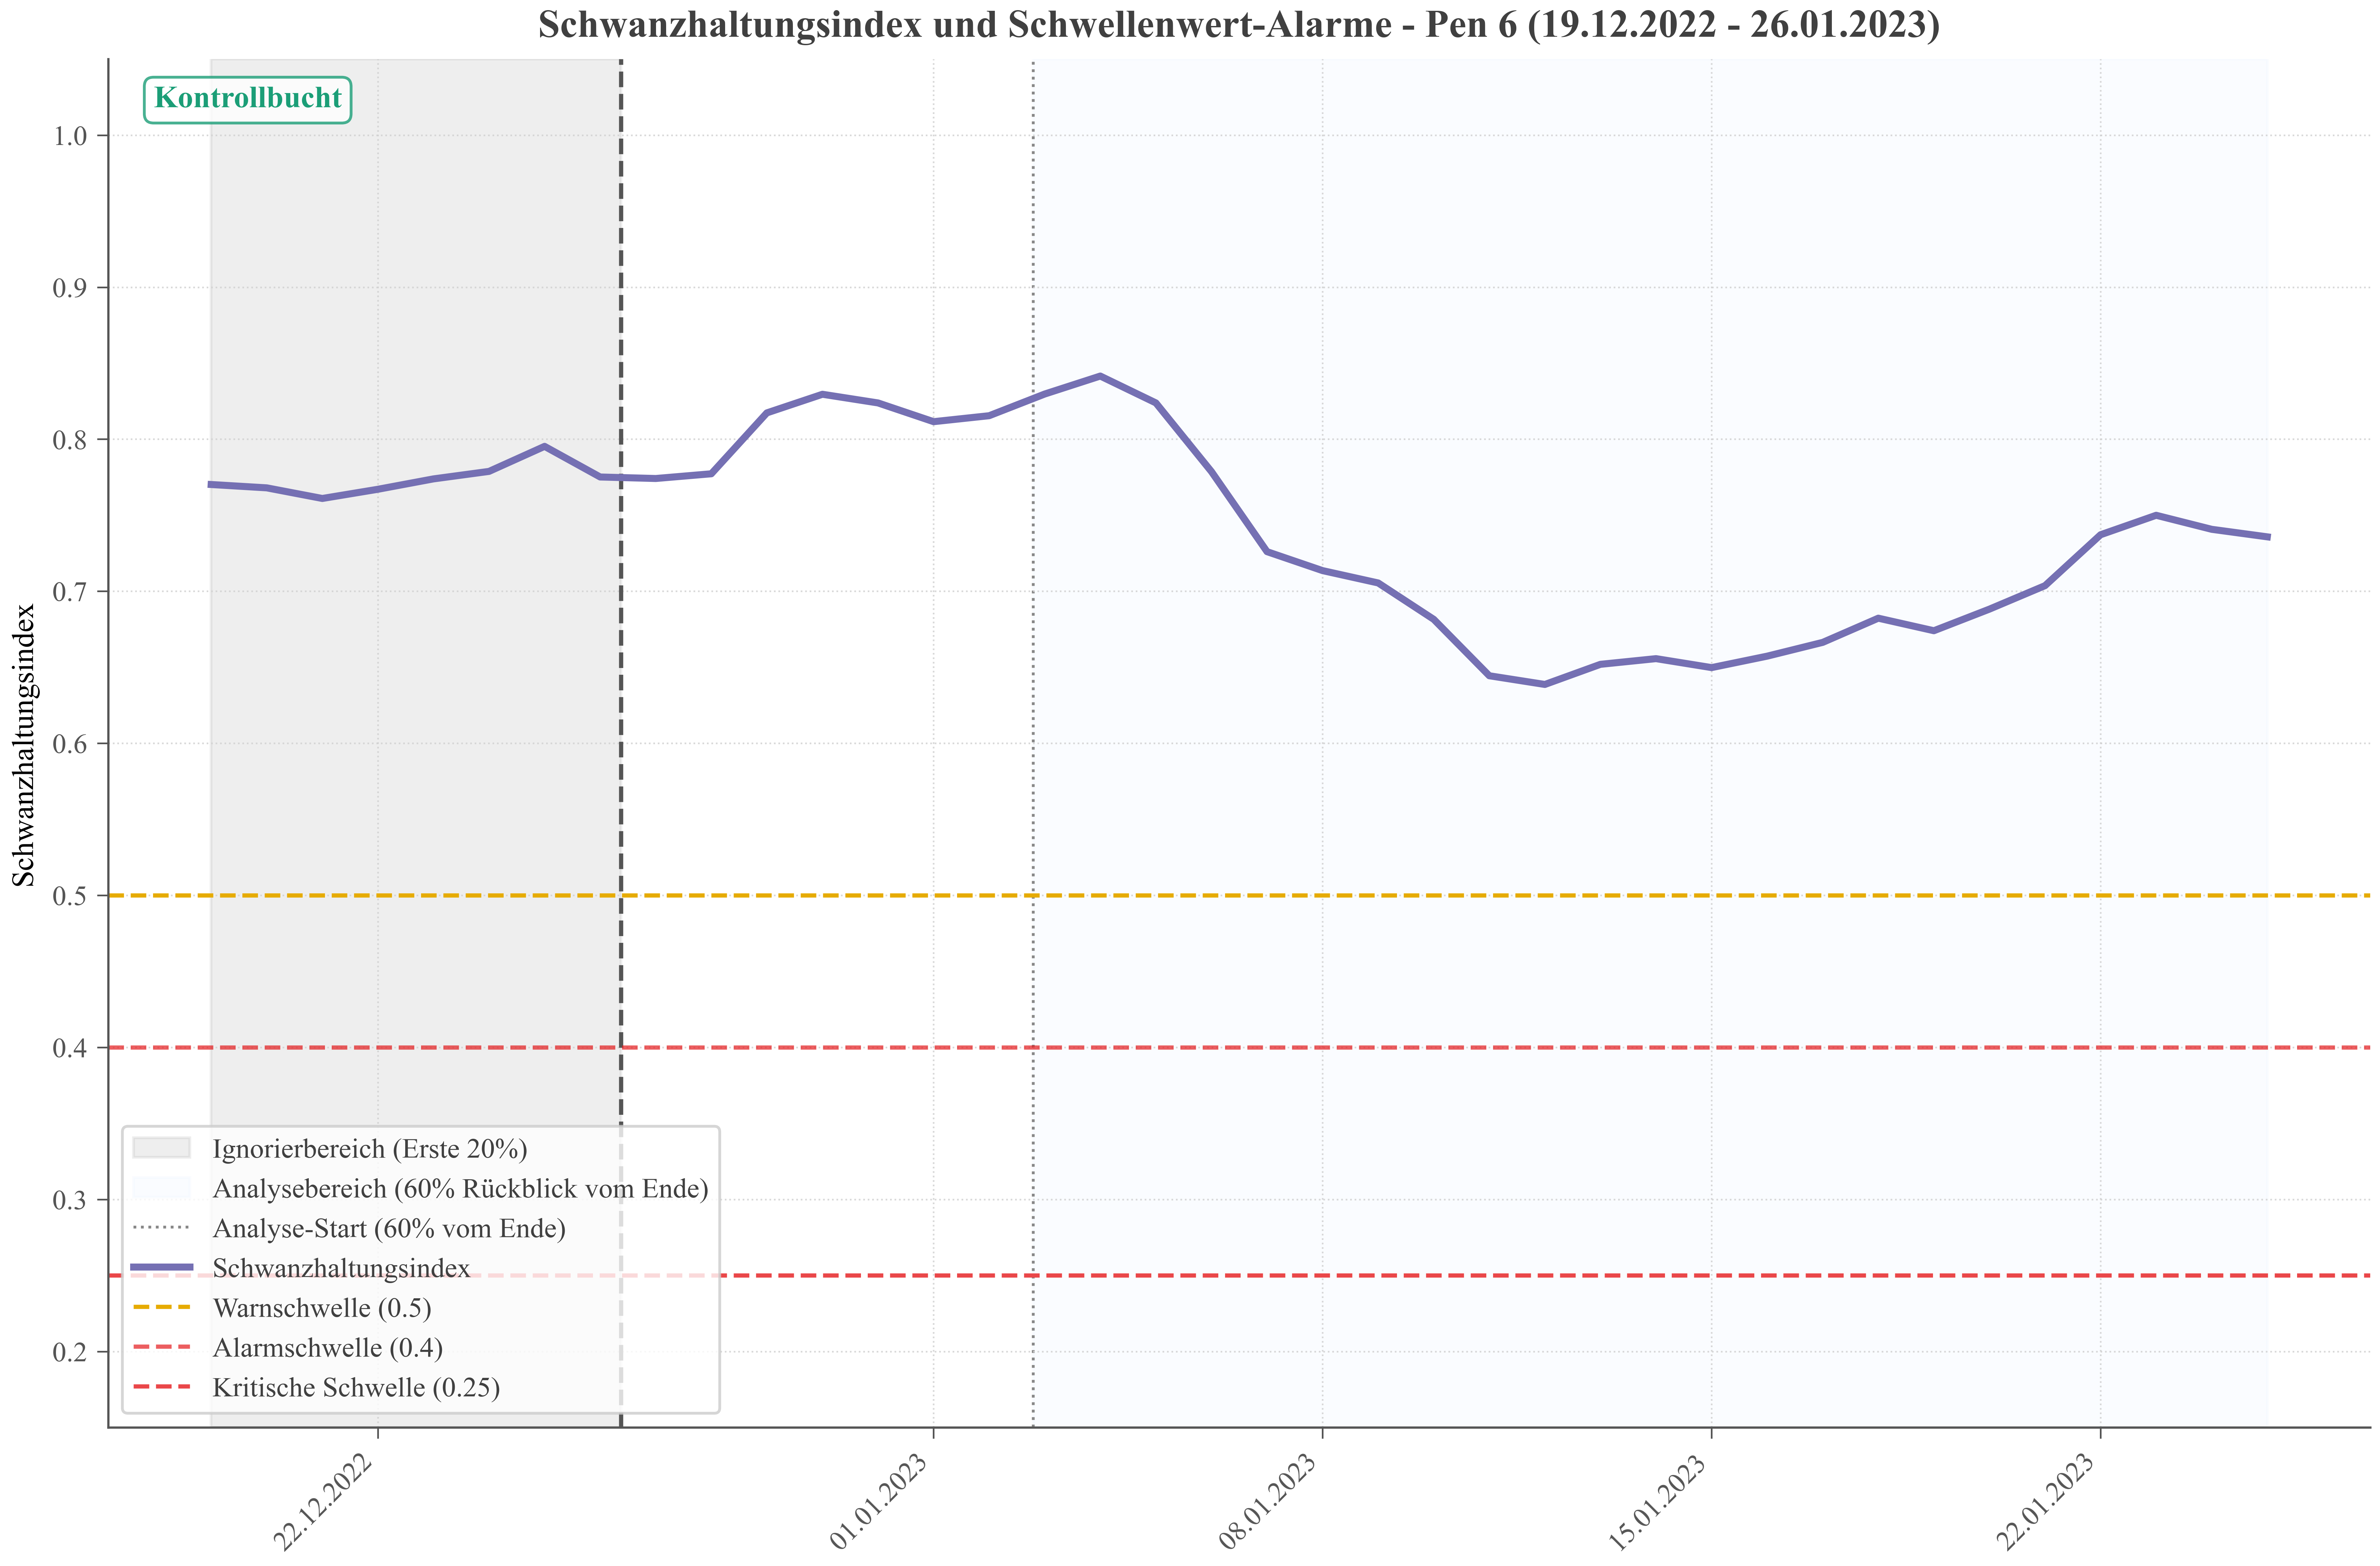 Schwanzhaltungsindex und Schwellenwert-Alarme - Pen 6 (19.12.2022 - 26.01.2023)
Kontrollbucht
Schwanzhaltungsindex
1.0
0.9
0.8
0.7
0.6
0.5
0.4
0.3
0.2
Ignorierbereich (Erste 20%)
Analysebereich (60% Rückblick vom Ende)
Analyse-Start (60% vom Ende)
Schwanzhaltungsindex
Warnschwelle (0.5)
Alarmschwelle (0.4)
Kritische Schwelle (0.25)
22.12.2022
01.01.2023
08.01.2023
15.01.2023
22.01.2023